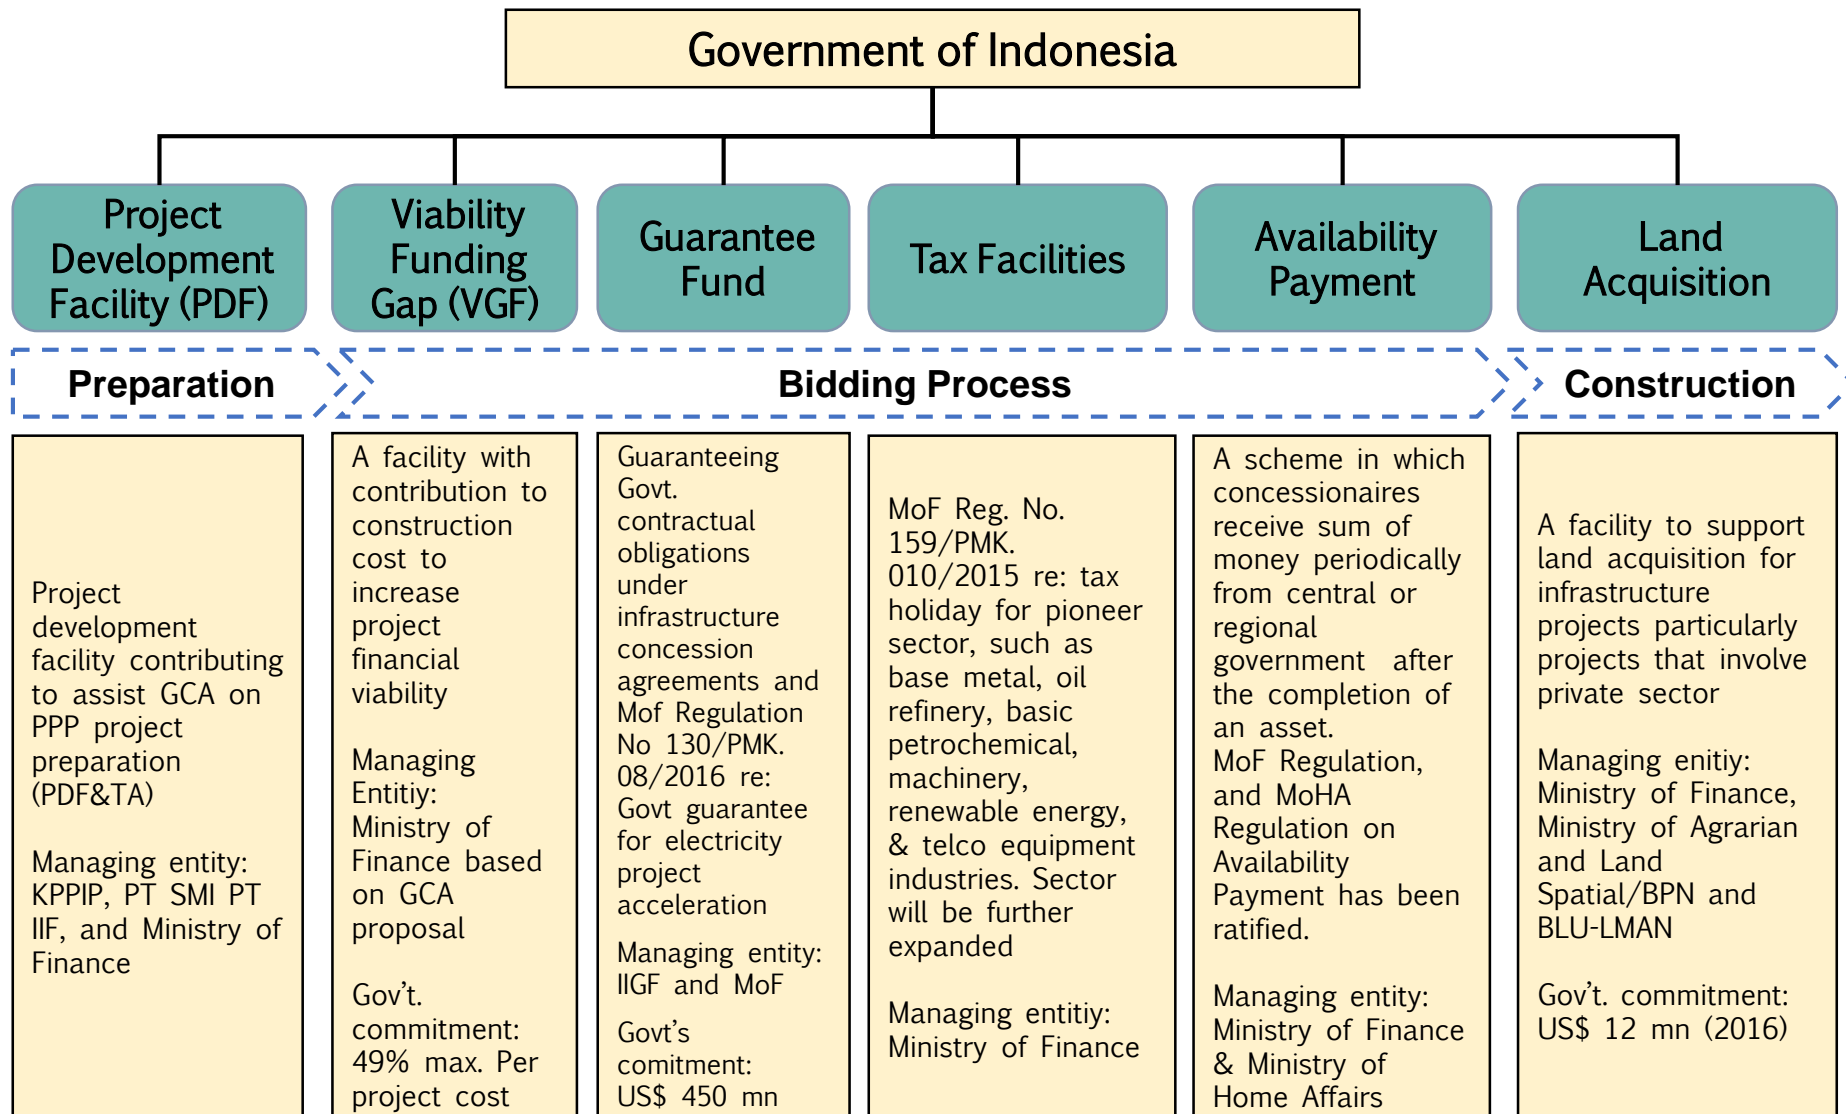 Government of Indonesia
Project
Development
Facility (PDF)
Viability
Funding
Gap (VGF)
Guarantee
Fund
Tax Facilities
Availability
Payment
Land
Acquisition
Preparation
Bidding Process
Construction
Project
development
facility contributing
to assist GCA on
PPP project
preparation
(PDF&TA)
Managing entity:
KPPIP, PT SMI PT
IIF, and Ministry of
Finance
A facility with
contribution to
construction
cost to
increase
project
financial
viability
Managing
Entitiy:
Ministry of
Finance based
on GCA
proposal
Gov't.
commitment:
49% max. Per
project cost
Guaranteeing
Govt.
contractual
obligations
under
infrastructure
concession
agreements and
Mof Regulation
No 130/PMK.
08/2016 re:
Govt guarantee
for electricity
project
acceleration
Managing entity:
IIGF and MoF
Govt's
comitment:
US$ 450 mn
MoF Reg. No.
159/PMK.
010/2015 re: tax
holiday for pioneer
sector, such as
base metal, oil
refinery, basic
petrochemical,
machinery,
renewable energy,
& telco equipment
industries. Sector
will be further
expanded
Managing entitiy:
Ministry of Finance
A scheme in which
concessionaires
receive sum of
money periodically
from central or
regional
government after
the completion of
an asset.
MoF Regulation,
and MoHA
Regulation on
Availability
Payment has been
ratified.
Managing entity:
Ministry of Finance
& Ministry of
Home Affairs
A facility to support
land acquisition for
infrastructure
projects particularly
projects that involve
private sector
Managing enitiy:
Ministry of Finance,
Ministry of Agrarian
and Land
Spatial/BPN and
BLU-LMAN
Gov't. commitment:
US$ 12 mn (2016)